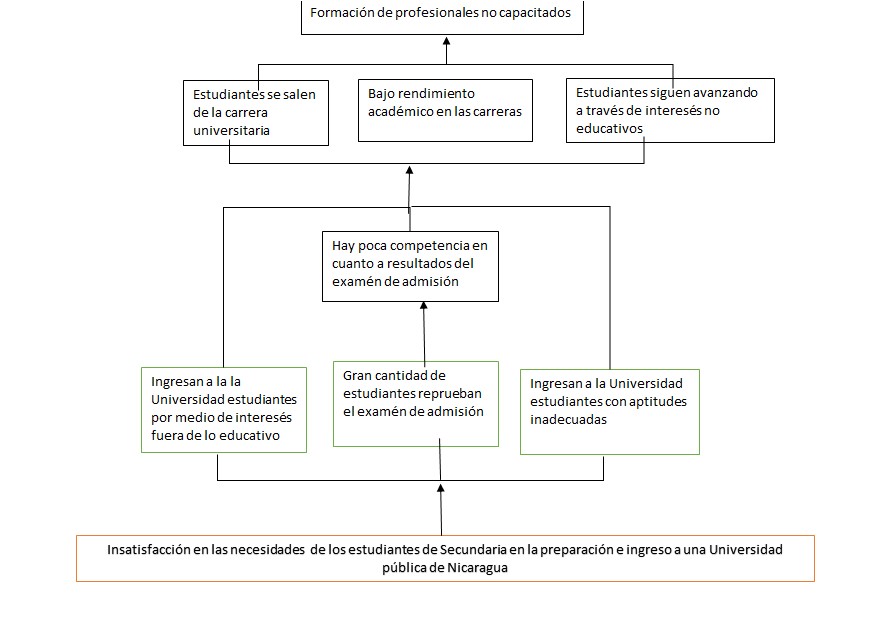 Formación de profesionales no capacitados
Estudiantes se salen
de la carrera
universitaria
Bajo rendimiento
académico en las carreras
Estudiantes siguen avanzando
a través de interesés no
educativos
Hay poca competencia en
cuanto a resultados del
examén de admisión
Ingresan a la la
Universidad estudiantes
por medio de interesés
fuera de lo educativo
Gran cantidad de
estudiantes reprueban
el examén de admisión
Ingresan a la Universidad
estudiantes con aptitudes
inadecuadas
Insatisfacción en las necesidades de los estudiantes de Secundaria en la preparación e ingreso a una Universidad
pública de Nicaragua